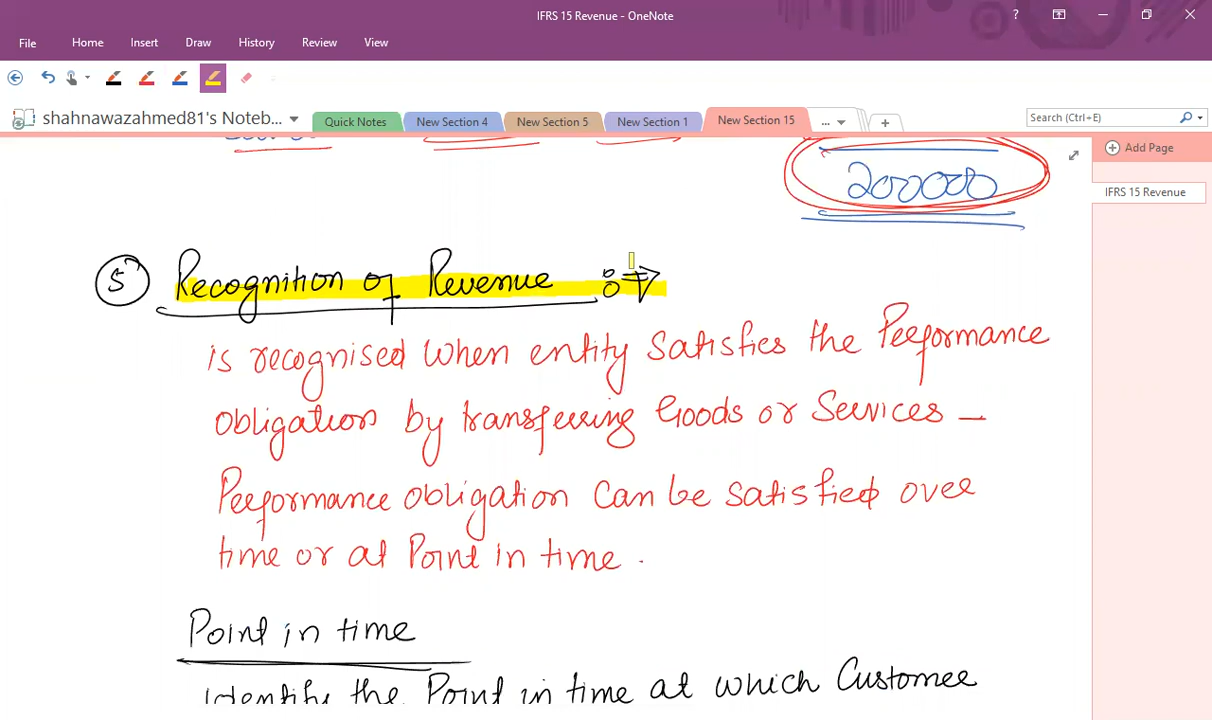 IFRS 15 Revenue - OneNote
?
File Home Insert Draw History Review View
shahnawazahmed81's Noteb...
Quick Notes
New Section 4
New Section 5
New Section 1
New Section 15
...
Search (Ctrl+E)
Add Page
IFRS 15 Revenue
2000000
5 Recognition of Revenue :⇒
is recognised when entity satisfies the Performance
obligation by transferring Goods or Services -
Performance obligation can be satisfied over
time or at Point in time .
Point in time
identify the Point in time at which Customer